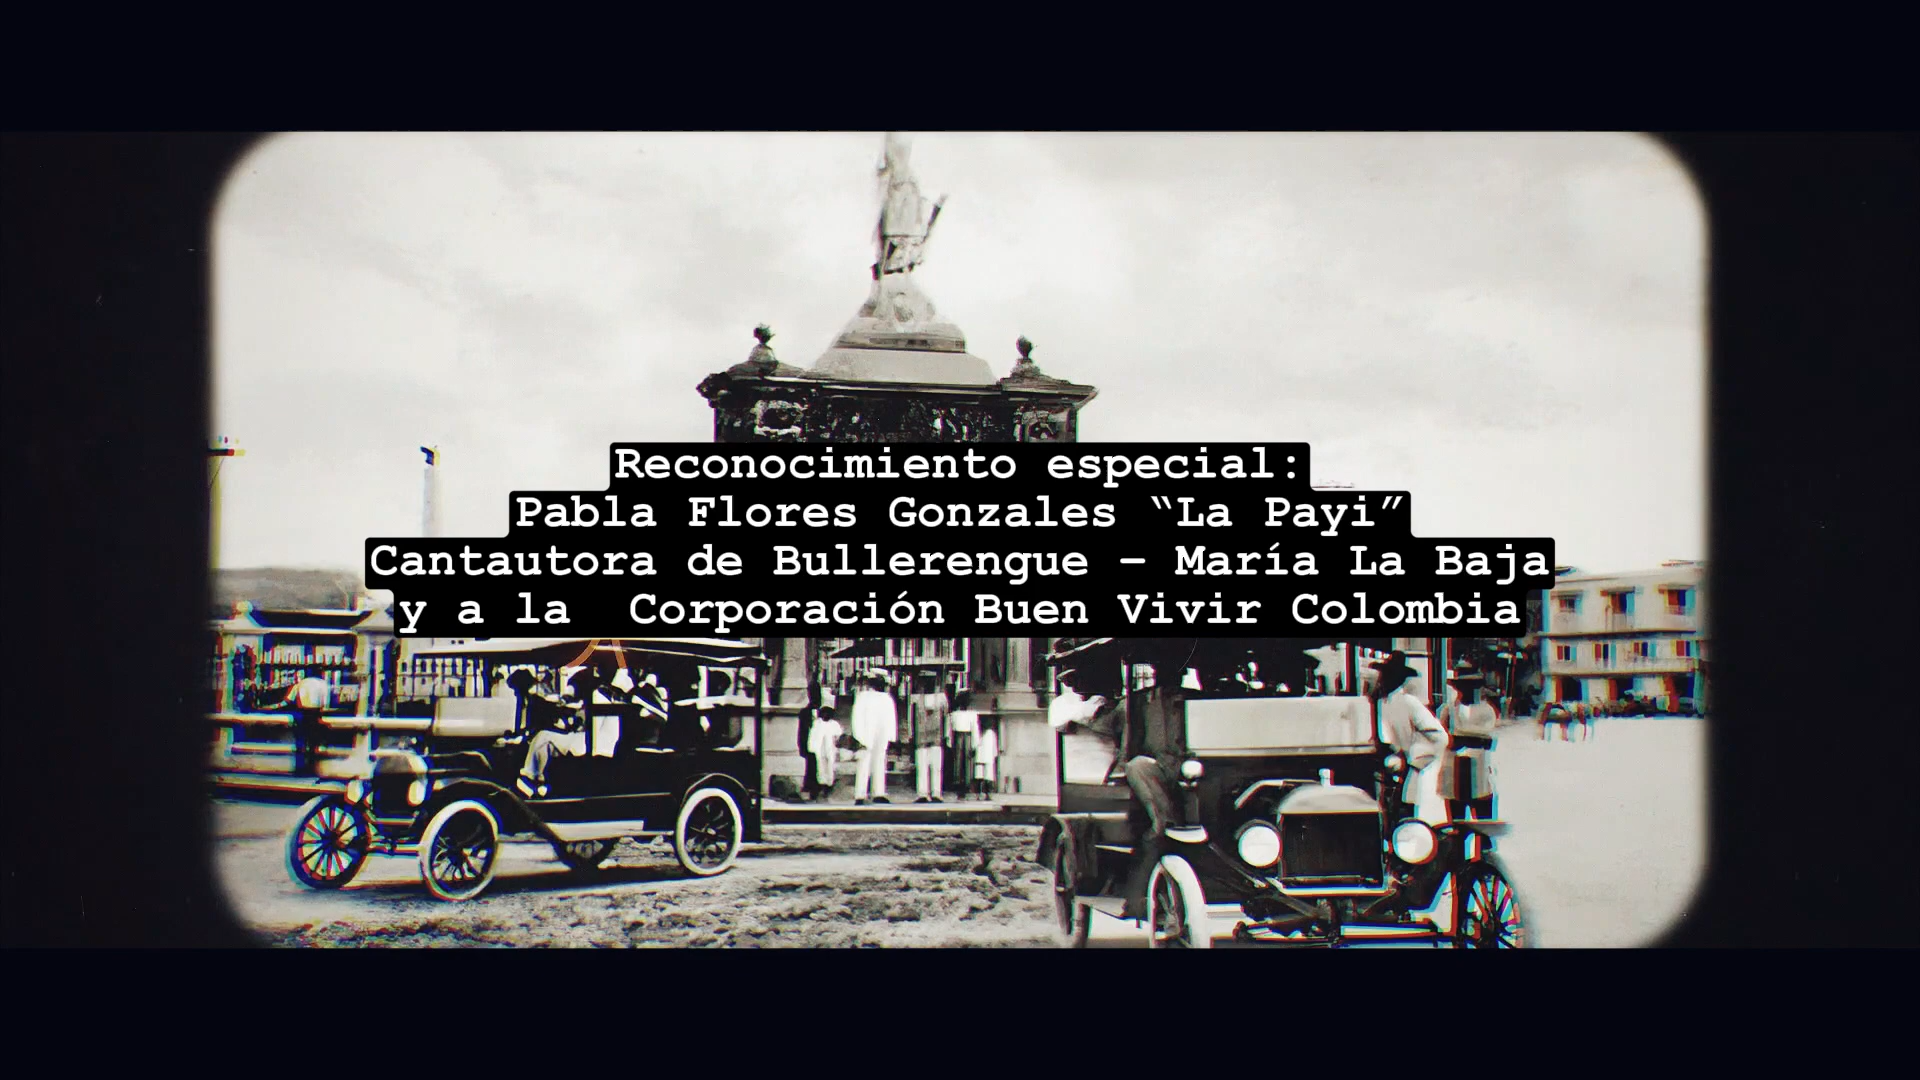 Reconocimiento especial:
Pabla Flores Gonzales “La Payi”
Cantautora de Bullerengue – María La Baja
y a la  Corporación Buen Vivir Colombia